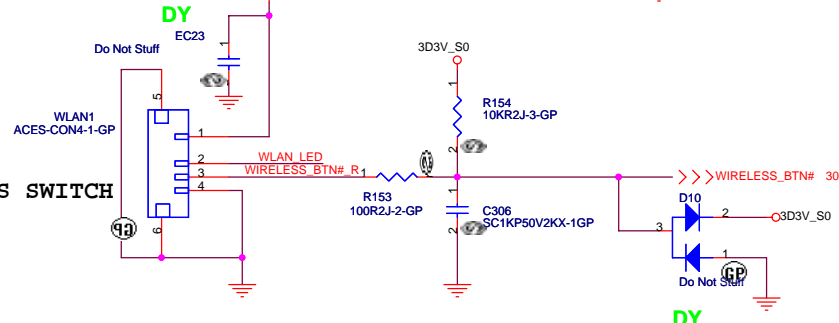 DY
EC23
1
Do Not Stuff
3D3V_S0
5
1
WLAN1
ACES-CON4-1-GP
R154
10KR2J-3-GP
1
2
2
WLAN_LED
3
WIRELESS_BTN#_R
1
4
WIRELESS_BTN# 30
S SWITCH
R153
100R2J-2-GP
1
C306
SC1KP50V2KX-1GP
2
D10
2
3D3V_S0
3
6
1
GP
Do Not Stuff
DY